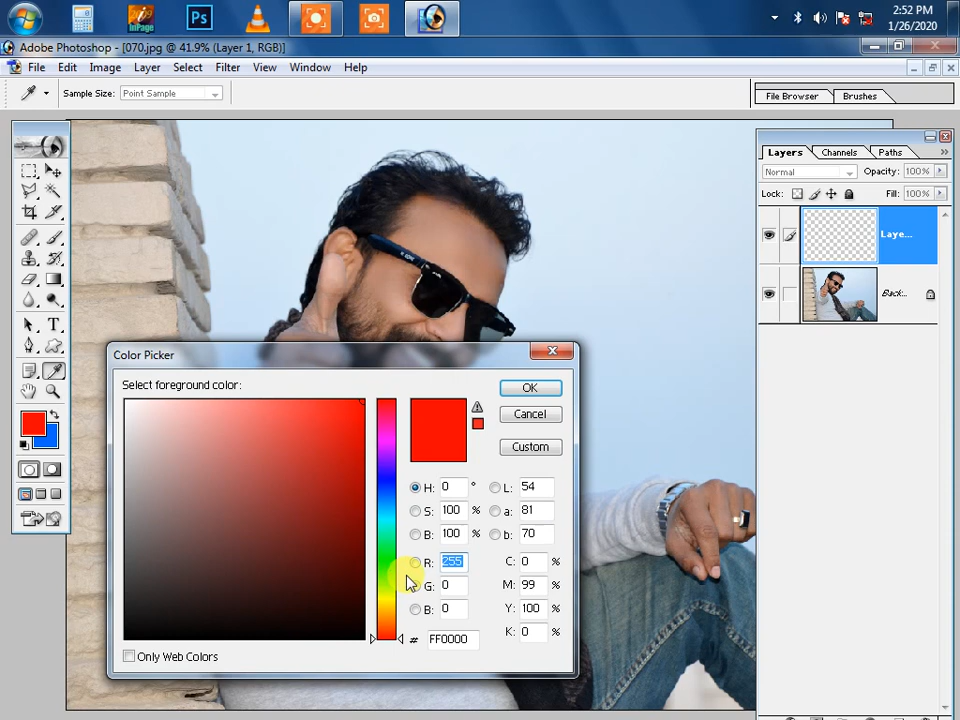 InPage
Ps
2:52 PM
1/26/2020
Adobe Photoshop - [070.jpg @ 41.9% (Layer 1, RGB)]
File Edit Image Layer Select Filter View Window Help
Sample Size: Point Sample
File Browser Brushes
Layers Channels Paths »
Normal Opacity: 100%
Lock: Fill: 100%
Laye...
Back...
T
Color Picker
Select foreground color:
OK
Cancel
Custom
H: 0 ° L: 54
S: 100 % a: 81
B: 100 % b: 70
R: 255 C: 0 %
G: 0 M: 99 %
B: 0 Y: 100 %
K: 0 %
# FF0000
Only Web Colors